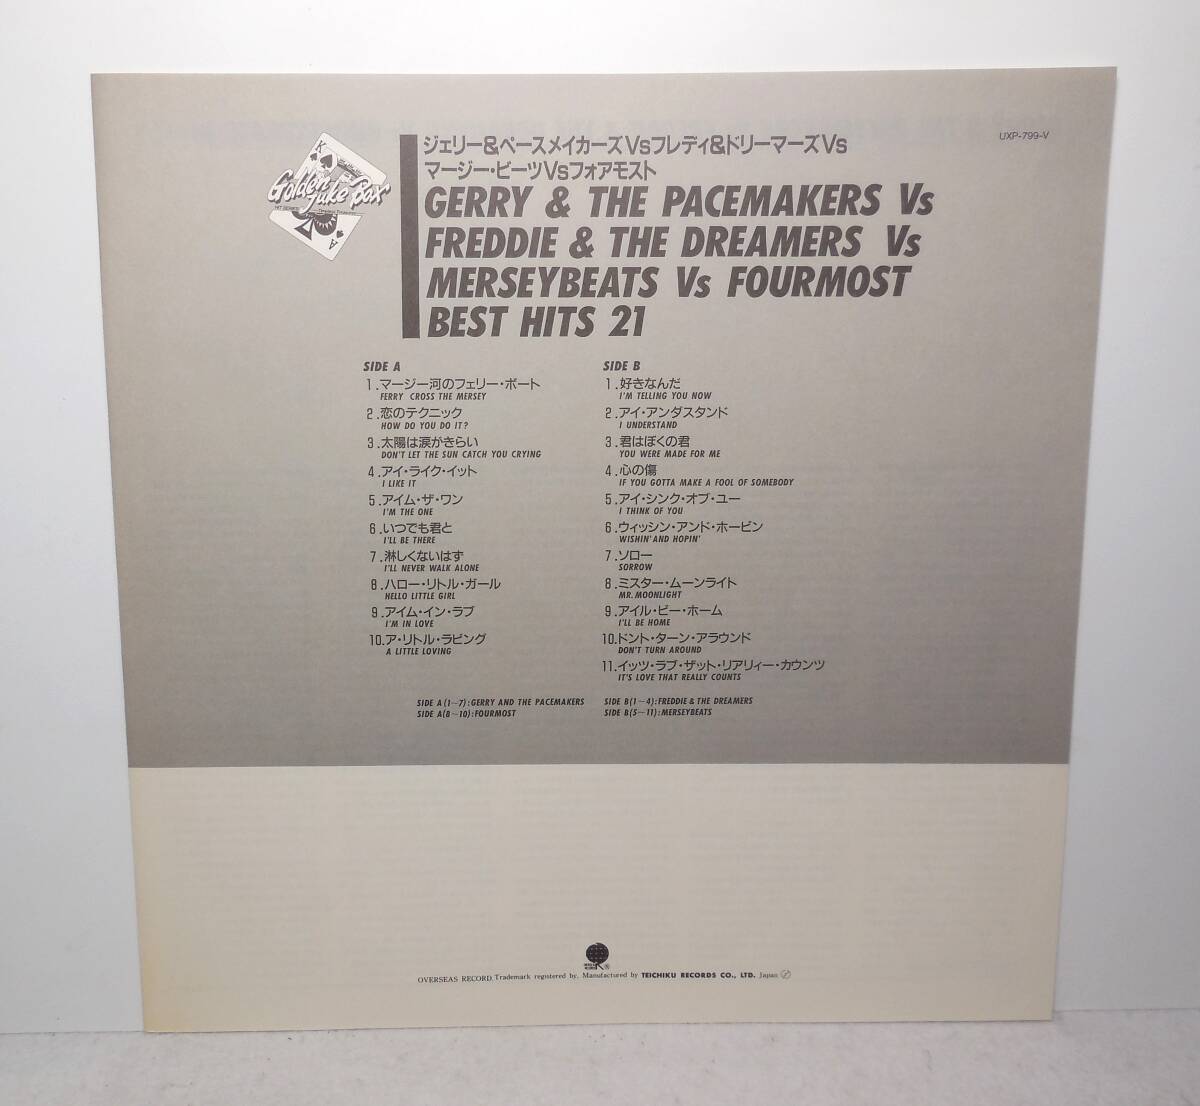 UXP-799-V
K
Golden
Juke Box
HIT SERIES
A
ジェリー&ペースメイカーズVsフレディ&ドリーマーズVs
マージー・ビーツVsフォアモスト
GERRY & THE PACEMAKERS Vs
FREDDIE & THE DREAMERS Vs
MERSEYBEATS Vs FOURMOST
BEST HITS 21
SIDE A
1.マージー河のフェリー・ボート
FERRY CROSS THE MERSEY
2.恋のテクニック
HOW DO YOU DO IT?
3.太陽は涙がきらい
DON'T LET THE SUN CATCH YOU CRYING
4.アイ・ライク・イット
I LIKE IT
5.アイム・ザ・ワン
I'M THE ONE
6.いつでも君と
I'LL BE THERE
7.淋しくないはず
I'LL NEVER WALK ALONE
8.ハロー・リトル・ガール
HELLO LITTLE GIRL
9.アイム・イン・ラブ
I'M IN LOVE
10.ア・リトル・ラビング
A LITTLE LOVING
SIDE B
1.好きなんだ
I'M TELLING YOU NOW
2.アイ・アンダスタンド
I UNDERSTAND
3.君はぼくの君
YOU WERE MADE FOR ME
4.心の傷
IF YOU GOTTA MAKE A FOOL OF SOMEBODY
5.アイ・シンク・オブ・ユー
I THINK OF YOU
6.ウィッシン・アンド・ホーピン
WISHIN' AND HOPIN'
7.ソロー
SORROW
8.ミスター・ムーンライト
MR. MOONLIGHT
9.アイル・ビー・ホーム
I'LL BE HOME
10.ドント・ターン・アラウンド
DON'T TURN AROUND
11.イッツ・ラブ・ザット・リアリィー・カウンツ
IT'S LOVE THAT REALLY COUNTS
SIDE A(1~7):GERRY AND THE PACEMAKERS
SIDE A(8~10):FOURMOST
SIDE B(1~4):FREDDIE & THE DREAMERS
SIDE B(5~11):MERSEYBEATS
OVERSEAS RECORD. Trademark registered by. Manufactured by TEICHIKU RECORDS CO., LTD. Japan